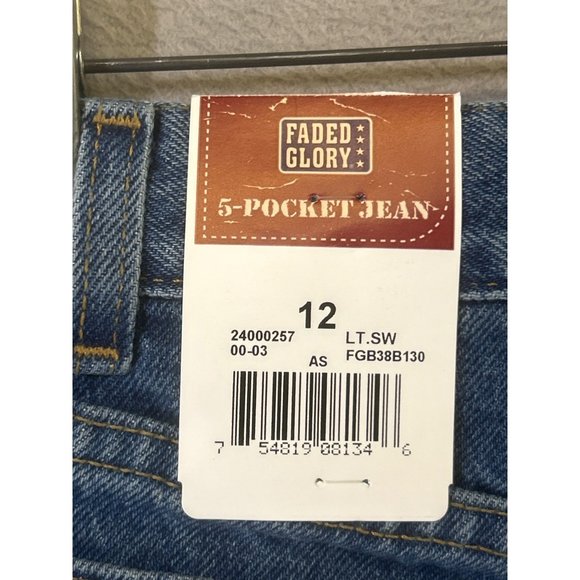 FADED
GLORY®
5-POCKET JEAN
12
24000257 LT.SW
00-03 AS FGB38B130
7 54819 08134 6